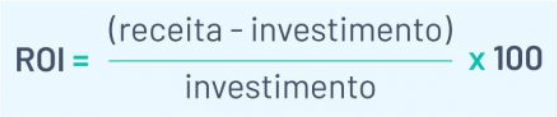 (receita - investimento)
ROI = x 100
investimento